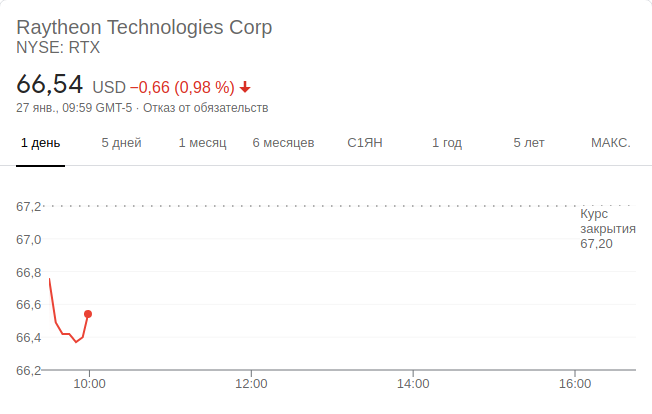 Raytheon Technologies Corp
NYSE: RTX
66,54 USD −0,66 (0,98 %)
27 янв., 09:59 GMT-5 · Отказ от обязательств
1 день 5 дней 1 месяц 6 месяцев С1ЯН 1 год 5 лет МАКС.
67,2
Курс
закрытия
67,20
67,0
66,8
66,6
66,4
66,2
10:00 12:00 14:00 16:00